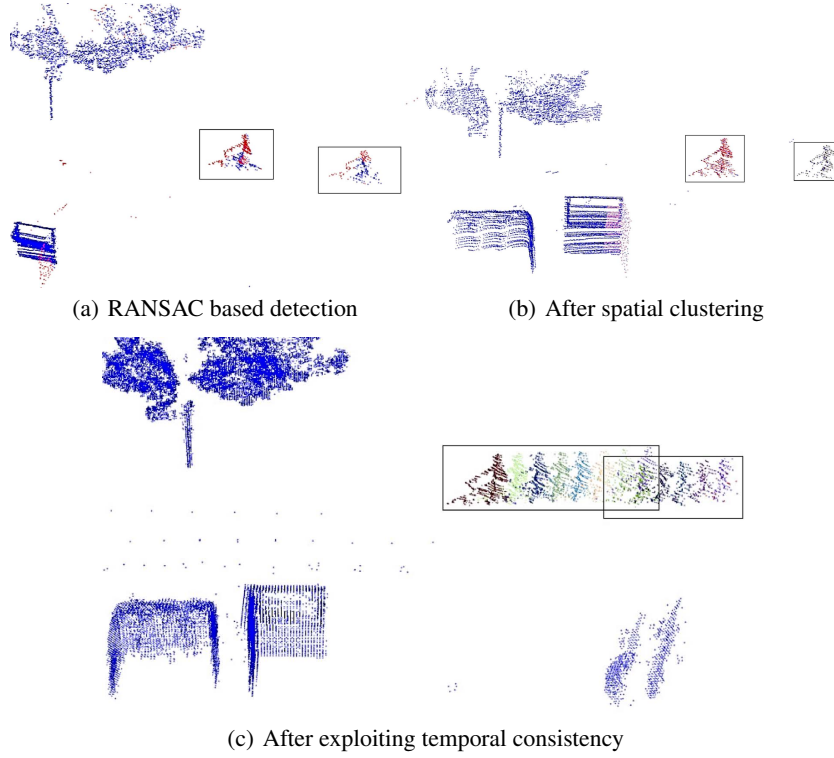 (a) RANSAC based detection
(b) After spatial clustering
(c) After exploiting temporal consistency